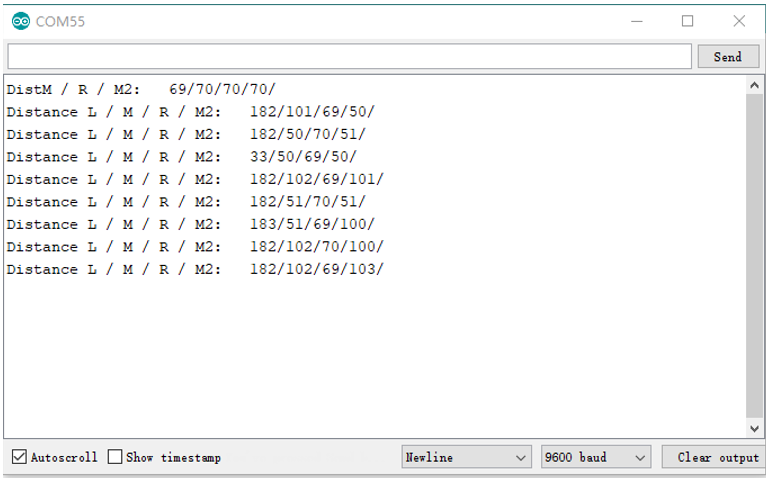 COM55
Send
DistM / R / M2:   69/70/70/70/
Distance L / M / R / M2:   182/101/69/50/
Distance L / M / R / M2:   182/50/70/51/
Distance L / M / R / M2:   33/50/69/50/
Distance L / M / R / M2:   182/102/69/101/
Distance L / M / R / M2:   182/51/70/51/
Distance L / M / R / M2:   183/51/69/100/
Distance L / M / R / M2:   182/102/70/100/
Distance L / M / R / M2:   182/102/69/103/
Autoscroll Show timestamp Newline 9600 baud Clear output